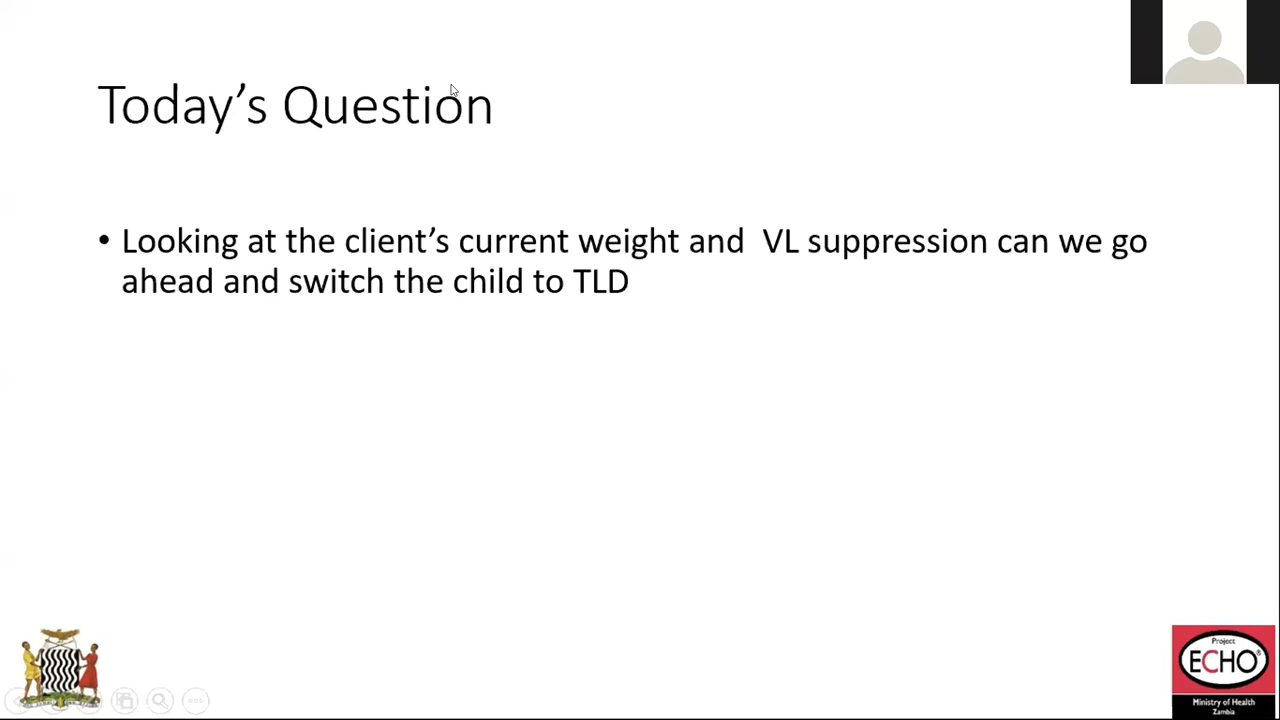 Today’s Question
• Looking at the client’s current weight and  VL suppression can we go
ahead and switch the child to TLD
Project
ECHO®
Ministry of Health
Zambia